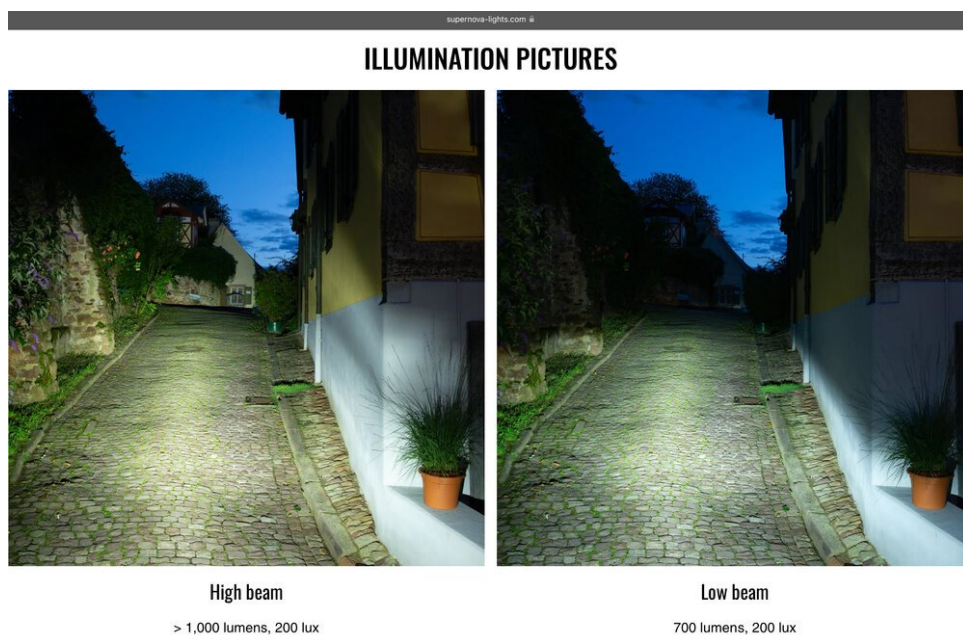 supernova-lights.com
ILLUMINATION PICTURES
High beam
> 1,000 lumens, 200 lux
Low beam
700 lumens, 200 lux